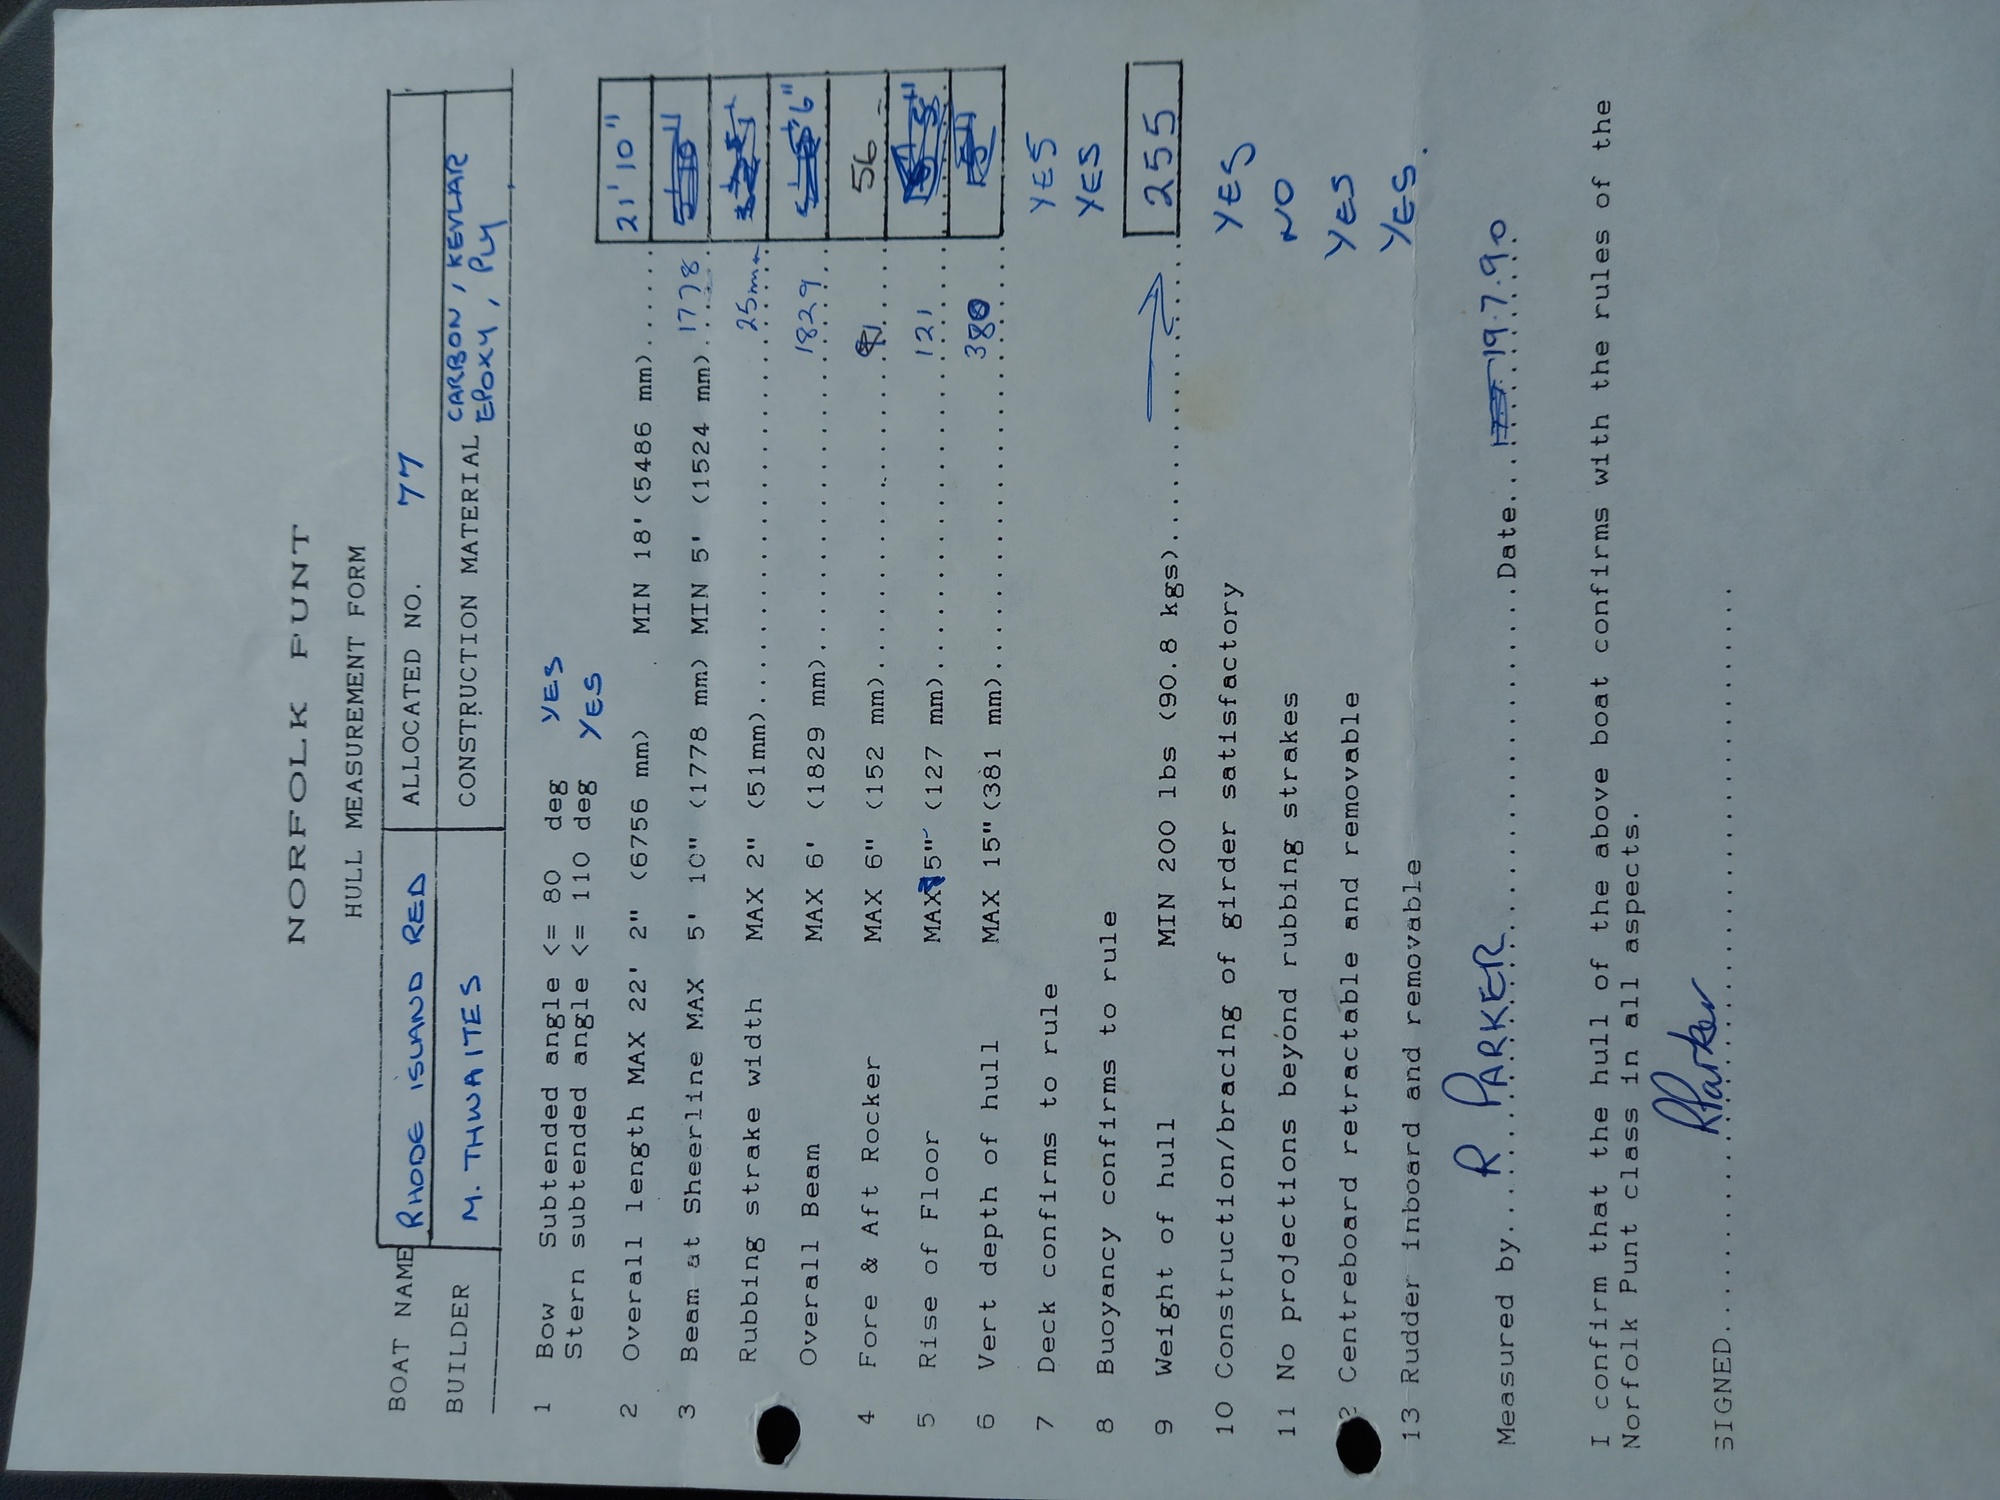 NORFOLK PUNT
HULL MEASUREMENT FORM
BOAT NAME RHODE ISLAND RED ALLOCATED NO. 77
BUILDER M. THWAITES CONSTRUCTION MATERIAL CARBON, KEVLAR
EPOXY, PLY
1 Bow Subtended angle <= 80 deg YES
Stern subtended angle <= 110 deg YES
2 Overall length MAX 22' 2" (6756 mm) MIN 18' (5486 mm)..... 21'10"
3 Beam at Sheerline MAX 5' 10" (1778 mm) MIN 5' (1524 mm). 1778
Rubbing strake width MAX 2" (51mm)........................ 25mm
Overall Beam MAX 6' (1829 mm)..................... 1829 6"
4 Fore & Aft Rocker MAX 6" (152 mm)..................... 56
5 Rise of Floor MAX 5" (127 mm)..................... 121
6 Vert depth of hull MAX 15"(381 mm)..................... 380
7 Deck confirms to rule YES
8 Buoyancy confirms to rule YES
9 Weight of hull MIN 200 lbs (90.8 kgs).................. 255
10 Construction/bracing of girder satisfactory YES
11 No projections beyond rubbing strakes NO
2 Centreboard retractable and removable YES
13 Rudder inboard and removable YES.
Measured by.... R PARKER ........................Date... 19.7.90
I confirm that the hull of the above boat confirms with the rules of the
Norfolk Punt class in all aspects.
SIGNED......... RParker ..............................